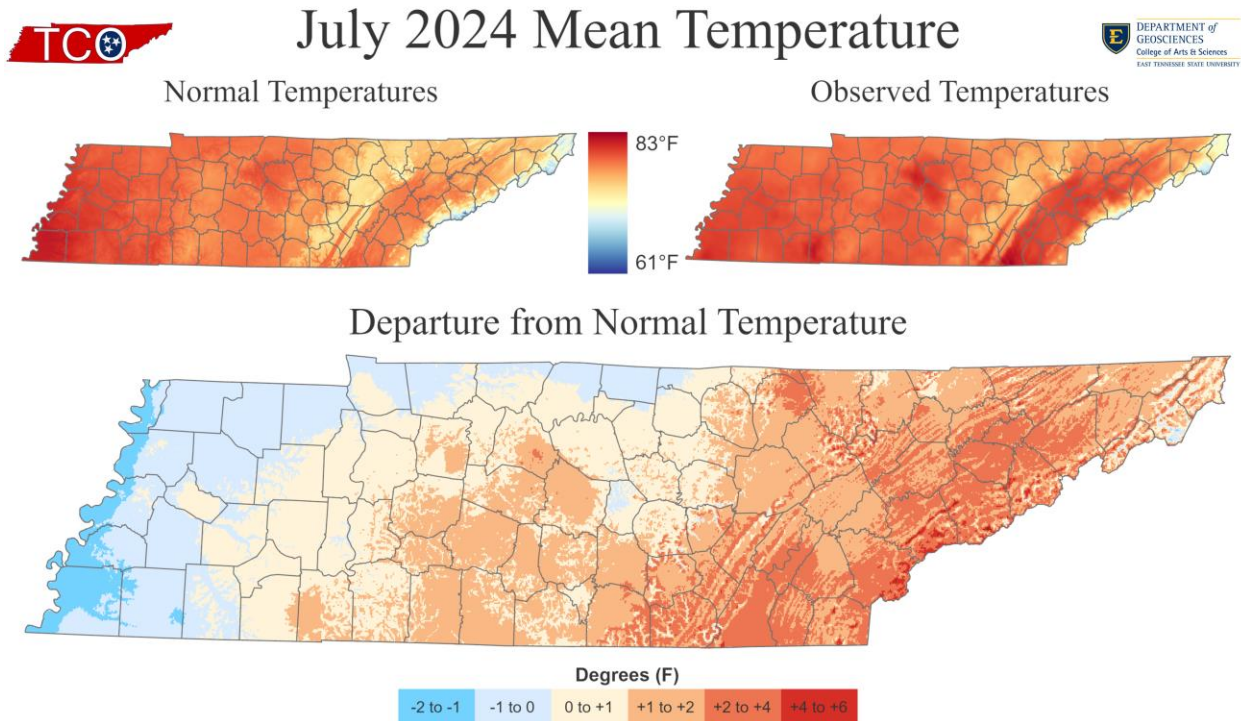 TCO
July 2024 Mean Temperature
E
DEPARTMENT of
GEOSCIENCES
College of Arts & Sciences
EAST TENNESSEE STATE UNIVERSITY
Normal Temperatures
Observed Temperatures
83°F
61°F
Departure from Normal Temperature
Degrees (F)
-2 to -1
-1 to 0
0 to +1
+1 to +2
+2 to +4
+4 to +6